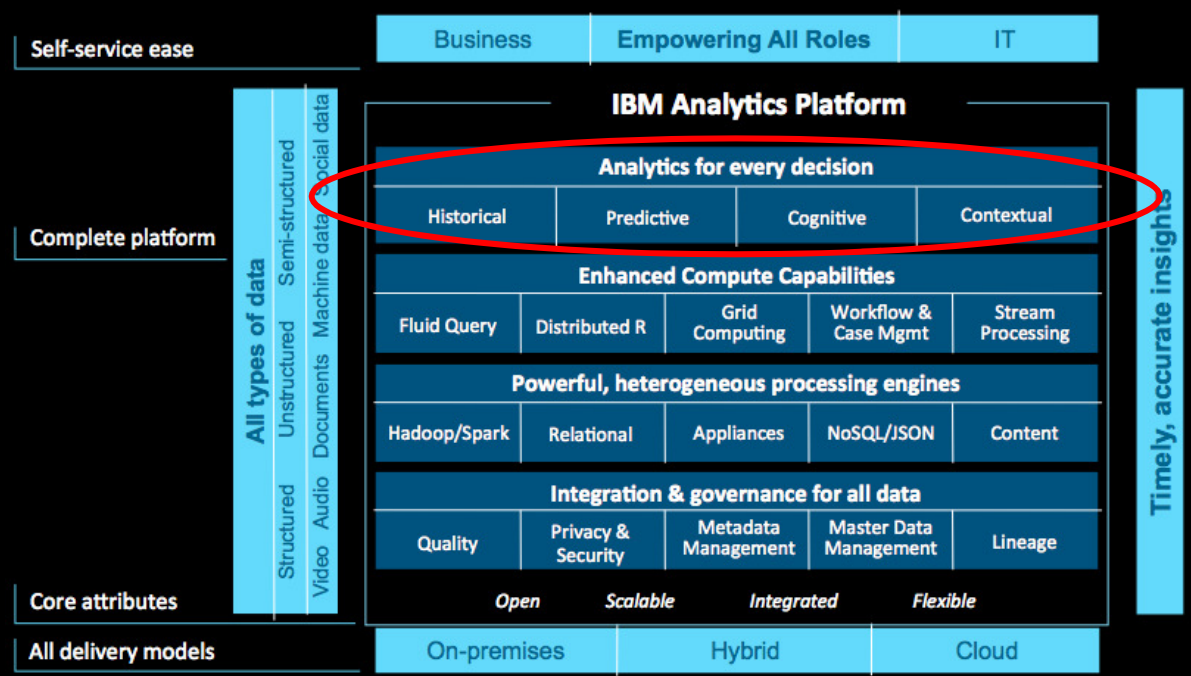 Self-service ease
Business
Empowering All Roles
IT
IBM Analytics Platform
Complete platform
All types of data
Structured Unstructured Semi-structured
Video Audio Documents Machine data Social data
Analytics for every decision
Historical
Predictive
Cognitive
Contextual
Enhanced Compute Capabilities
Fluid Query
Distributed R
Grid
Computing
Workflow &
Case Mgmt
Stream
Processing
Powerful, heterogeneous processing engines
Hadoop/Spark
Relational
Appliances
NoSQL/JSON
Content
Integration & governance for all data
Quality
Privacy &
Security
Metadata
Management
Master Data
Management
Lineage
Timely, accurate insights
Core attributes
Open
Scalable
Integrated
Flexible
All delivery models
On-premises
Hybrid
Cloud